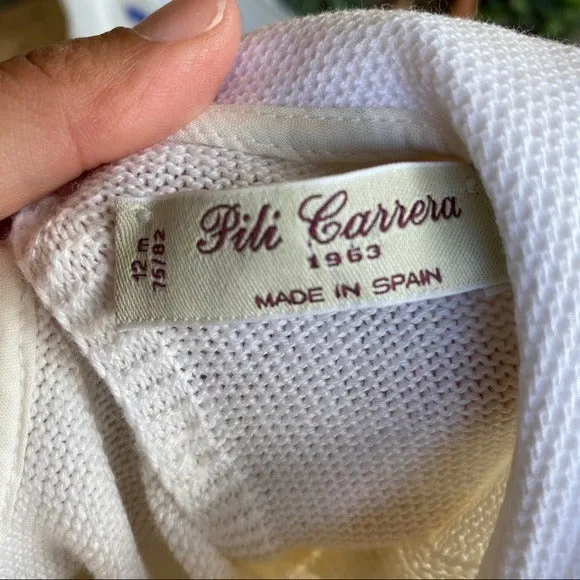 Pili Carrera
1963
MADE IN SPAIN
12 m
75/82